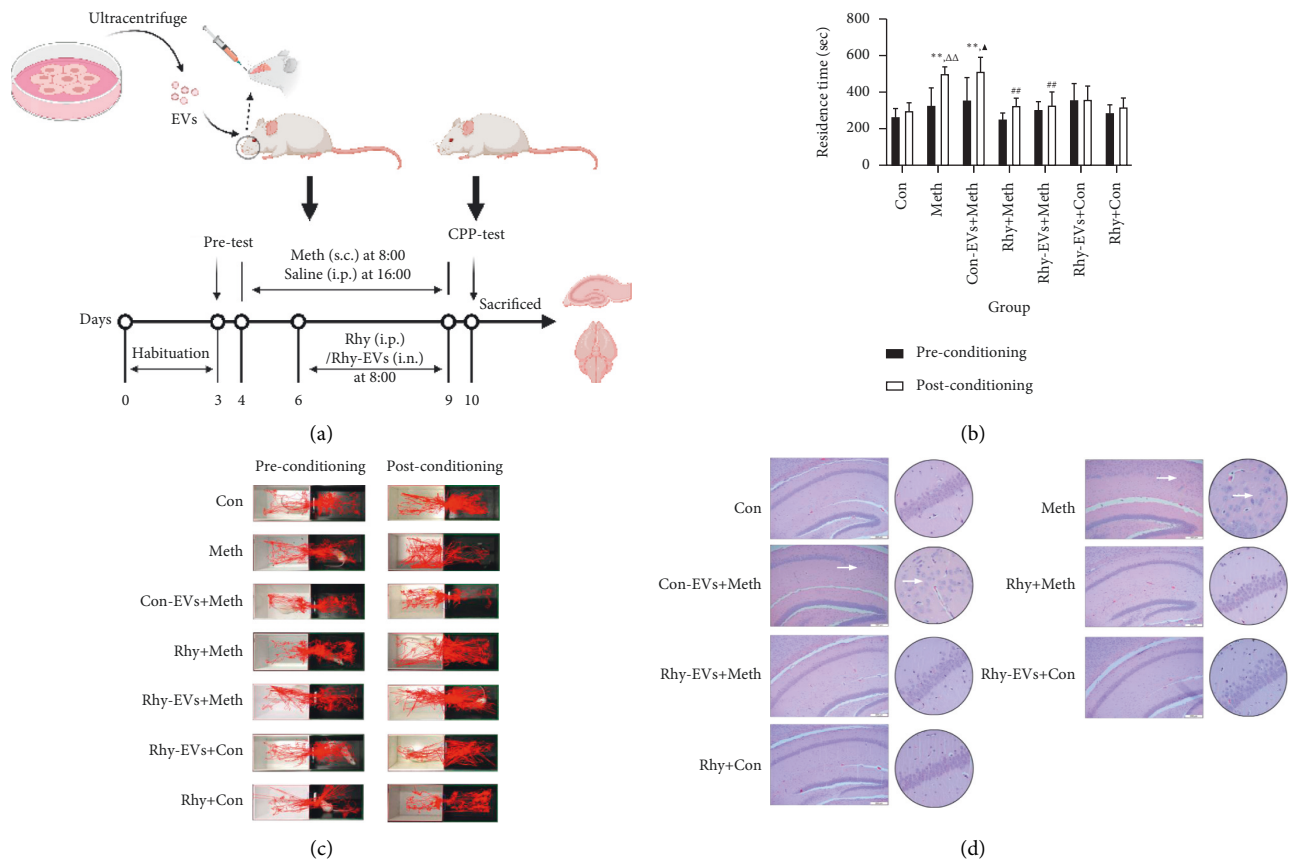 Ultracentrifuge
EVs
Pre-test
Meth (s.c.) at 8:00
Saline (i.p.) at 16:00
CPP-test
Sacrificed
Days
Habituation
Rhy (i.p.)
/Rhy-EVs (i.n.)
at 8:00
0
3
4
6
9
10
(a)
Residence time (sec)
800
600
400
200
0
**,ΔΔ
**,▲
##
##
Con
Meth
Con-EVs+Meth
Rhy+Meth
Rhy-EVs+Meth
Rhy-EVs+Con
Rhy+Con
Group
Pre-conditioning
Post-conditioning
(b)
Pre-conditioning
Post-conditioning
Con
Meth
Con-EVs+Meth
Rhy+Meth
Rhy-EVs+Meth
Rhy-EVs+Con
Rhy+Con
(c)
Con
Meth
Con-EVs+Meth
Rhy+Meth
Rhy-EVs+Meth
Rhy-EVs+Con
Rhy+Con
(d)